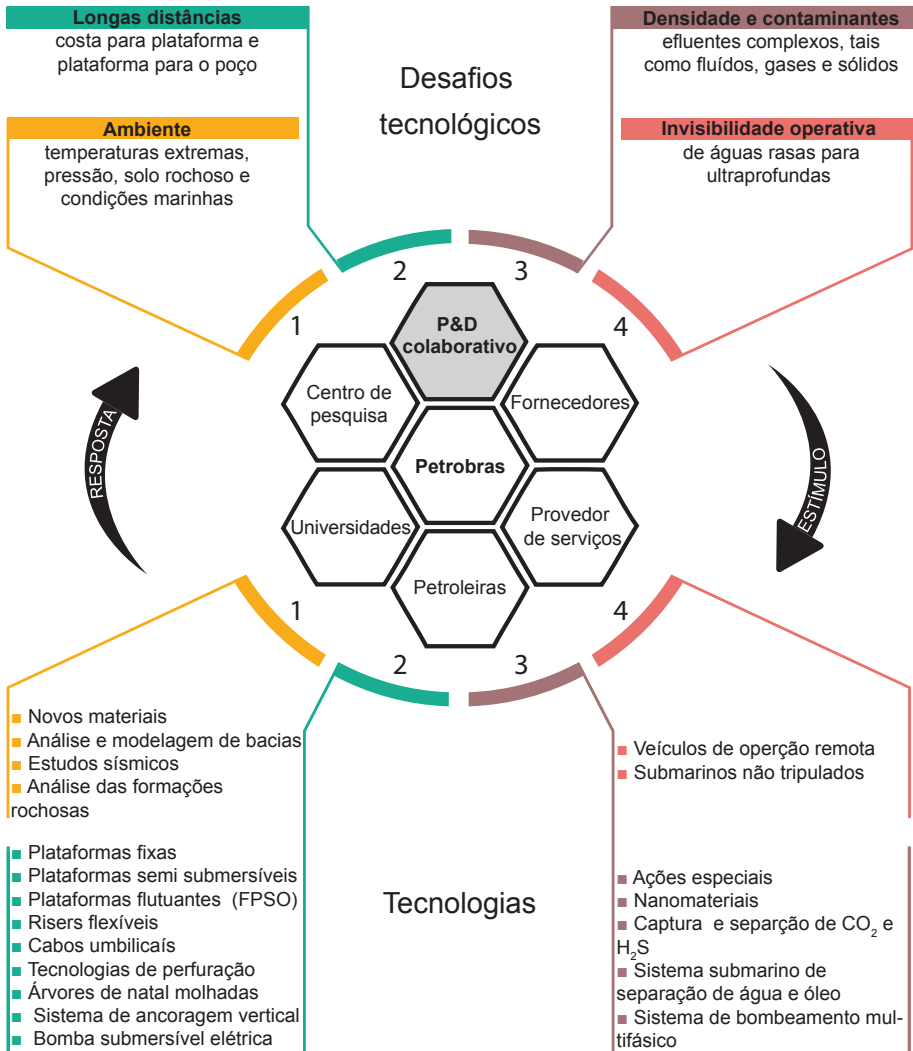 Longas distâncias
costa para plataforma e
plataforma para o poço
Ambiente
temperaturas extremas,
pressão, solo rochoso e
condições marinhas
Desafios
tecnológicos
Densidade e contaminantes
efluentes complexos, tais
como fluídos, gases e sólidos
Invisibilidade operativa
de águas rasas para
ultraprofundas
1
2
3
4
P&D
colaborativo
Centro de
pesquisa
Fornecedores
Petrobras
Universidades
Provedor
de serviços
Petroleiras
RESPOSTA
ESTÍMULO
1
2
3
4
Novos materiais
Análise e modelagem de bacias
Estudos sísmicos
Análise das formações
rochosas
Plataformas fixas
Plataformas semi submersíveis
Plataformas flutuantes (FPSO)
Risers flexíveis
Cabos umbilicaís
Tecnologias de perfuração
Árvores de natal molhadas
Sistema de ancoragem vertical
Bomba submersível elétrica
Tecnologias
Veículos de operção remota
Submarinos não tripulados
Ações especiais
Nanomateriais
Captura e separção de CO₂ e
H₂S
Sistema submarino de
separação de água e óleo
Sistema de bombeamento mul-
tifásico